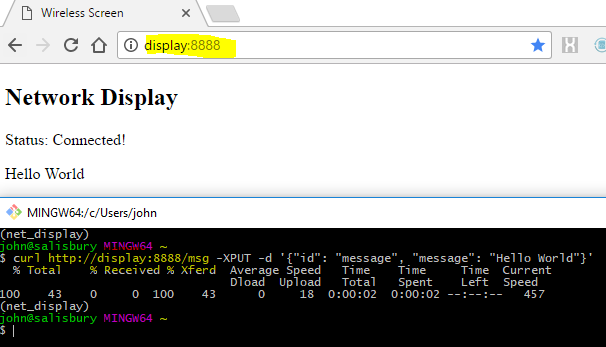 Wireless Screen
display:8888
Network Display
Status: Connected!
Hello World
MINGW64:/c/Users/john
(net_display)
john@salisbury MINGW64 ~
$ curl http://display:8888/msg -XPUT -d '{"id": "message", "message": "Hello World"}'
  % Total    % Received % Xferd  Average Speed   Time    Time     Time  Current
                                 Dload  Upload   Total   Spent    Left  Speed
100    43    0     0  100    43      0     18  0:00:02  0:00:02 --:--:--   457
(net_display)
john@salisbury MINGW64 ~
$